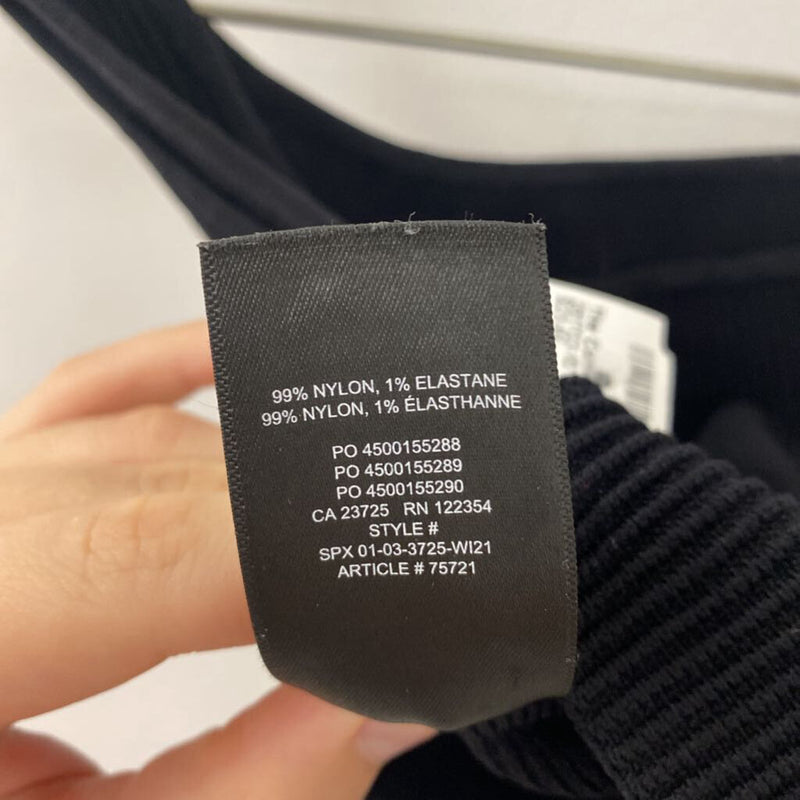 99% NYLON, 1% ELASTANE
99% NYLON, 1% ÉLASTHANNE
PO 4500155288
PO 4500155289
PO 4500155290
CA 23725 RN 122354
STYLE #
SPX 01-03-3725-WI21
ARTICLE # 75721
The